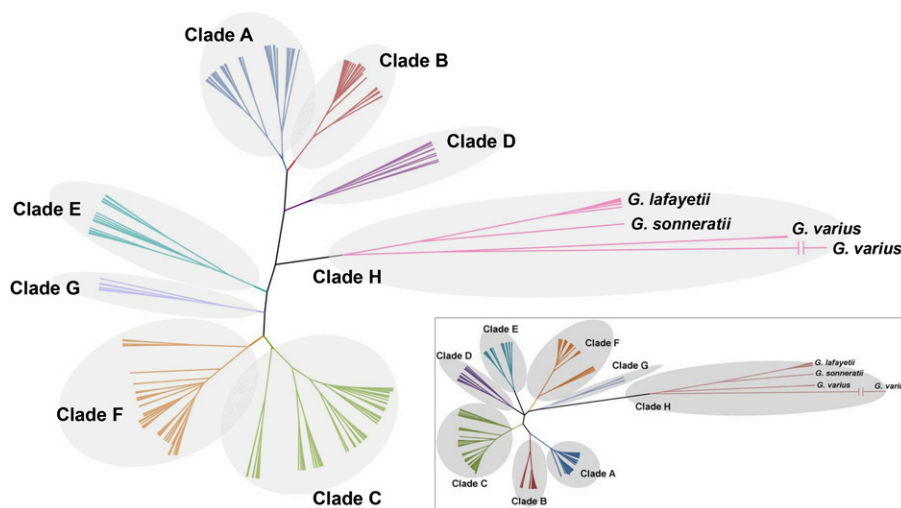 Clade A
Clade B
Clade D
Clade E
G. lafayetii
G. sonneratii
G. varius
G. varius
Clade H
Clade G
Clade F
Clade C
Clade E
Clade F
Clade D
Clade G
G. lafayetii
G. sonneratii
G. varius
G. variu
Clade H
Clade C
Clade A
Clade B